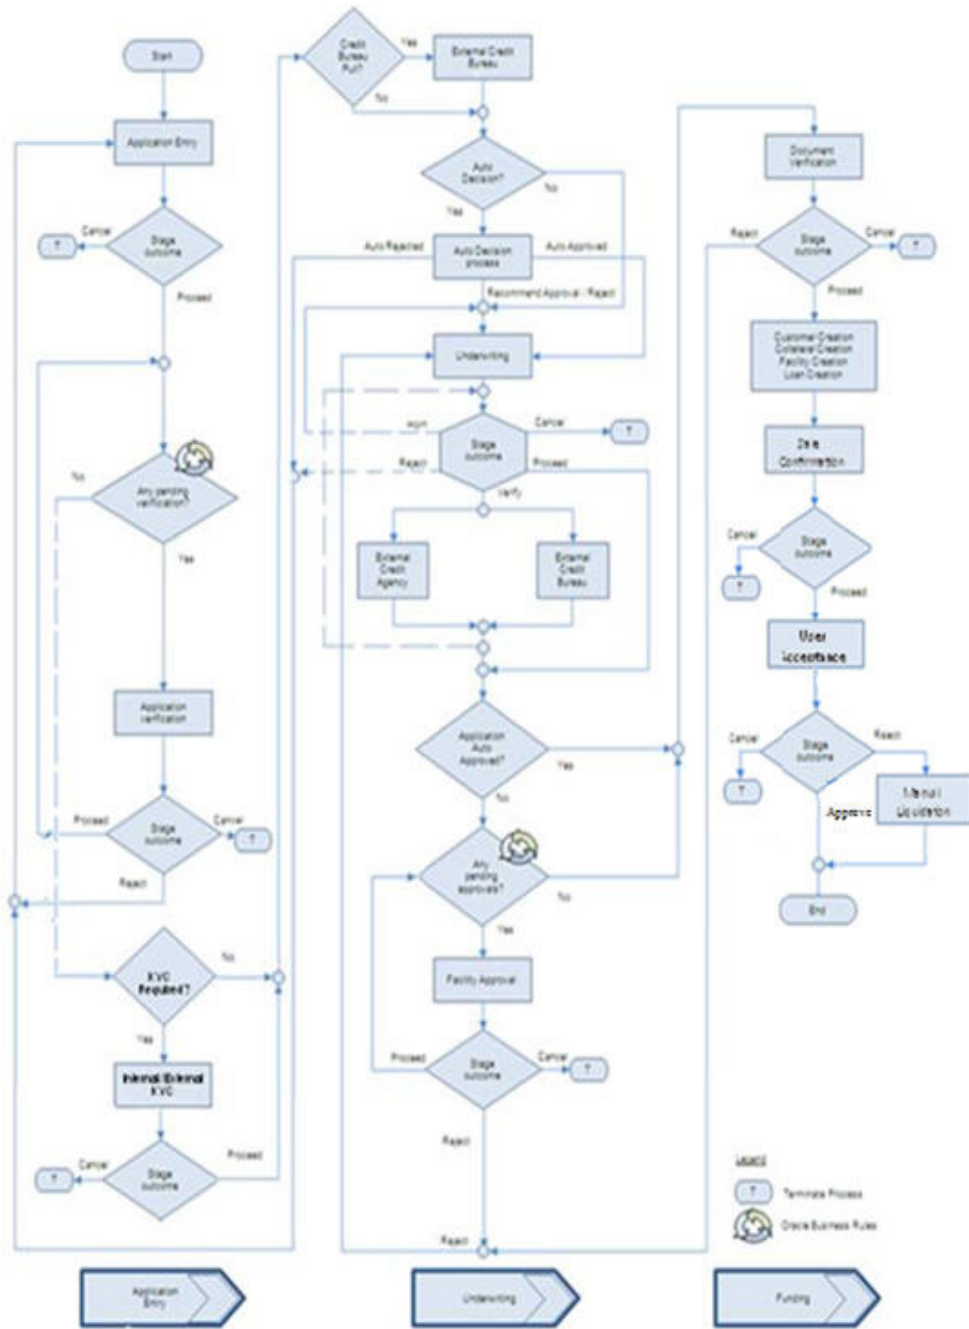 Start
Application Entry
Stage
outcome
Cancel
T
Proceed
Any pending
verification?
No
Yes
Application
verification
Stage
outcome
Proceed
Cancel
T
Reject
KYC
Required?
No
Yes
Internal/External
KYC
Stage
outcome
Cancel
T
Proceed
Credit
Bureau
Pull?
Yes
No
External Credit
Bureau
Auto
Decision?
No
Yes
Auto Rejected
Auto Decision
process
Auto Approved
Recommend Approval / Reject
Underwriting
Stage
outcome
Cancel
T
Reject
Proceed
Verify
External
Credit
Agency
External
Credit
Bureau
Application
Auto
Approved?
Yes
No
Any
pending
approvals?
No
Yes
Facility Approval
Stage
outcome
Proceed
Cancel
T
Reject
Reject
Document
Verification
Stage
outcome
Reject
Cancel
T
Proceed
Customer Creation
Collateral Creation
Facility Creation
Loan Creation
Confirmation
Stage
outcome
Cancel
T
Proceed
User
Acceptance
Stage
outcome
Cancel
T
Reject
Approve
Manual
Liquidation
End
Legend
T
Terminate Process
Oracle Business Rules
Application
Entry
Underwriting
Funding